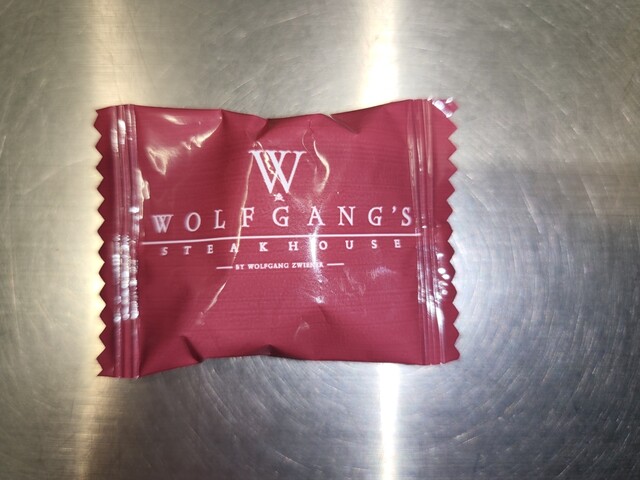 W
WOLFGANG'S
STEAKHOUSE
BY WOLFGANG ZWIENER